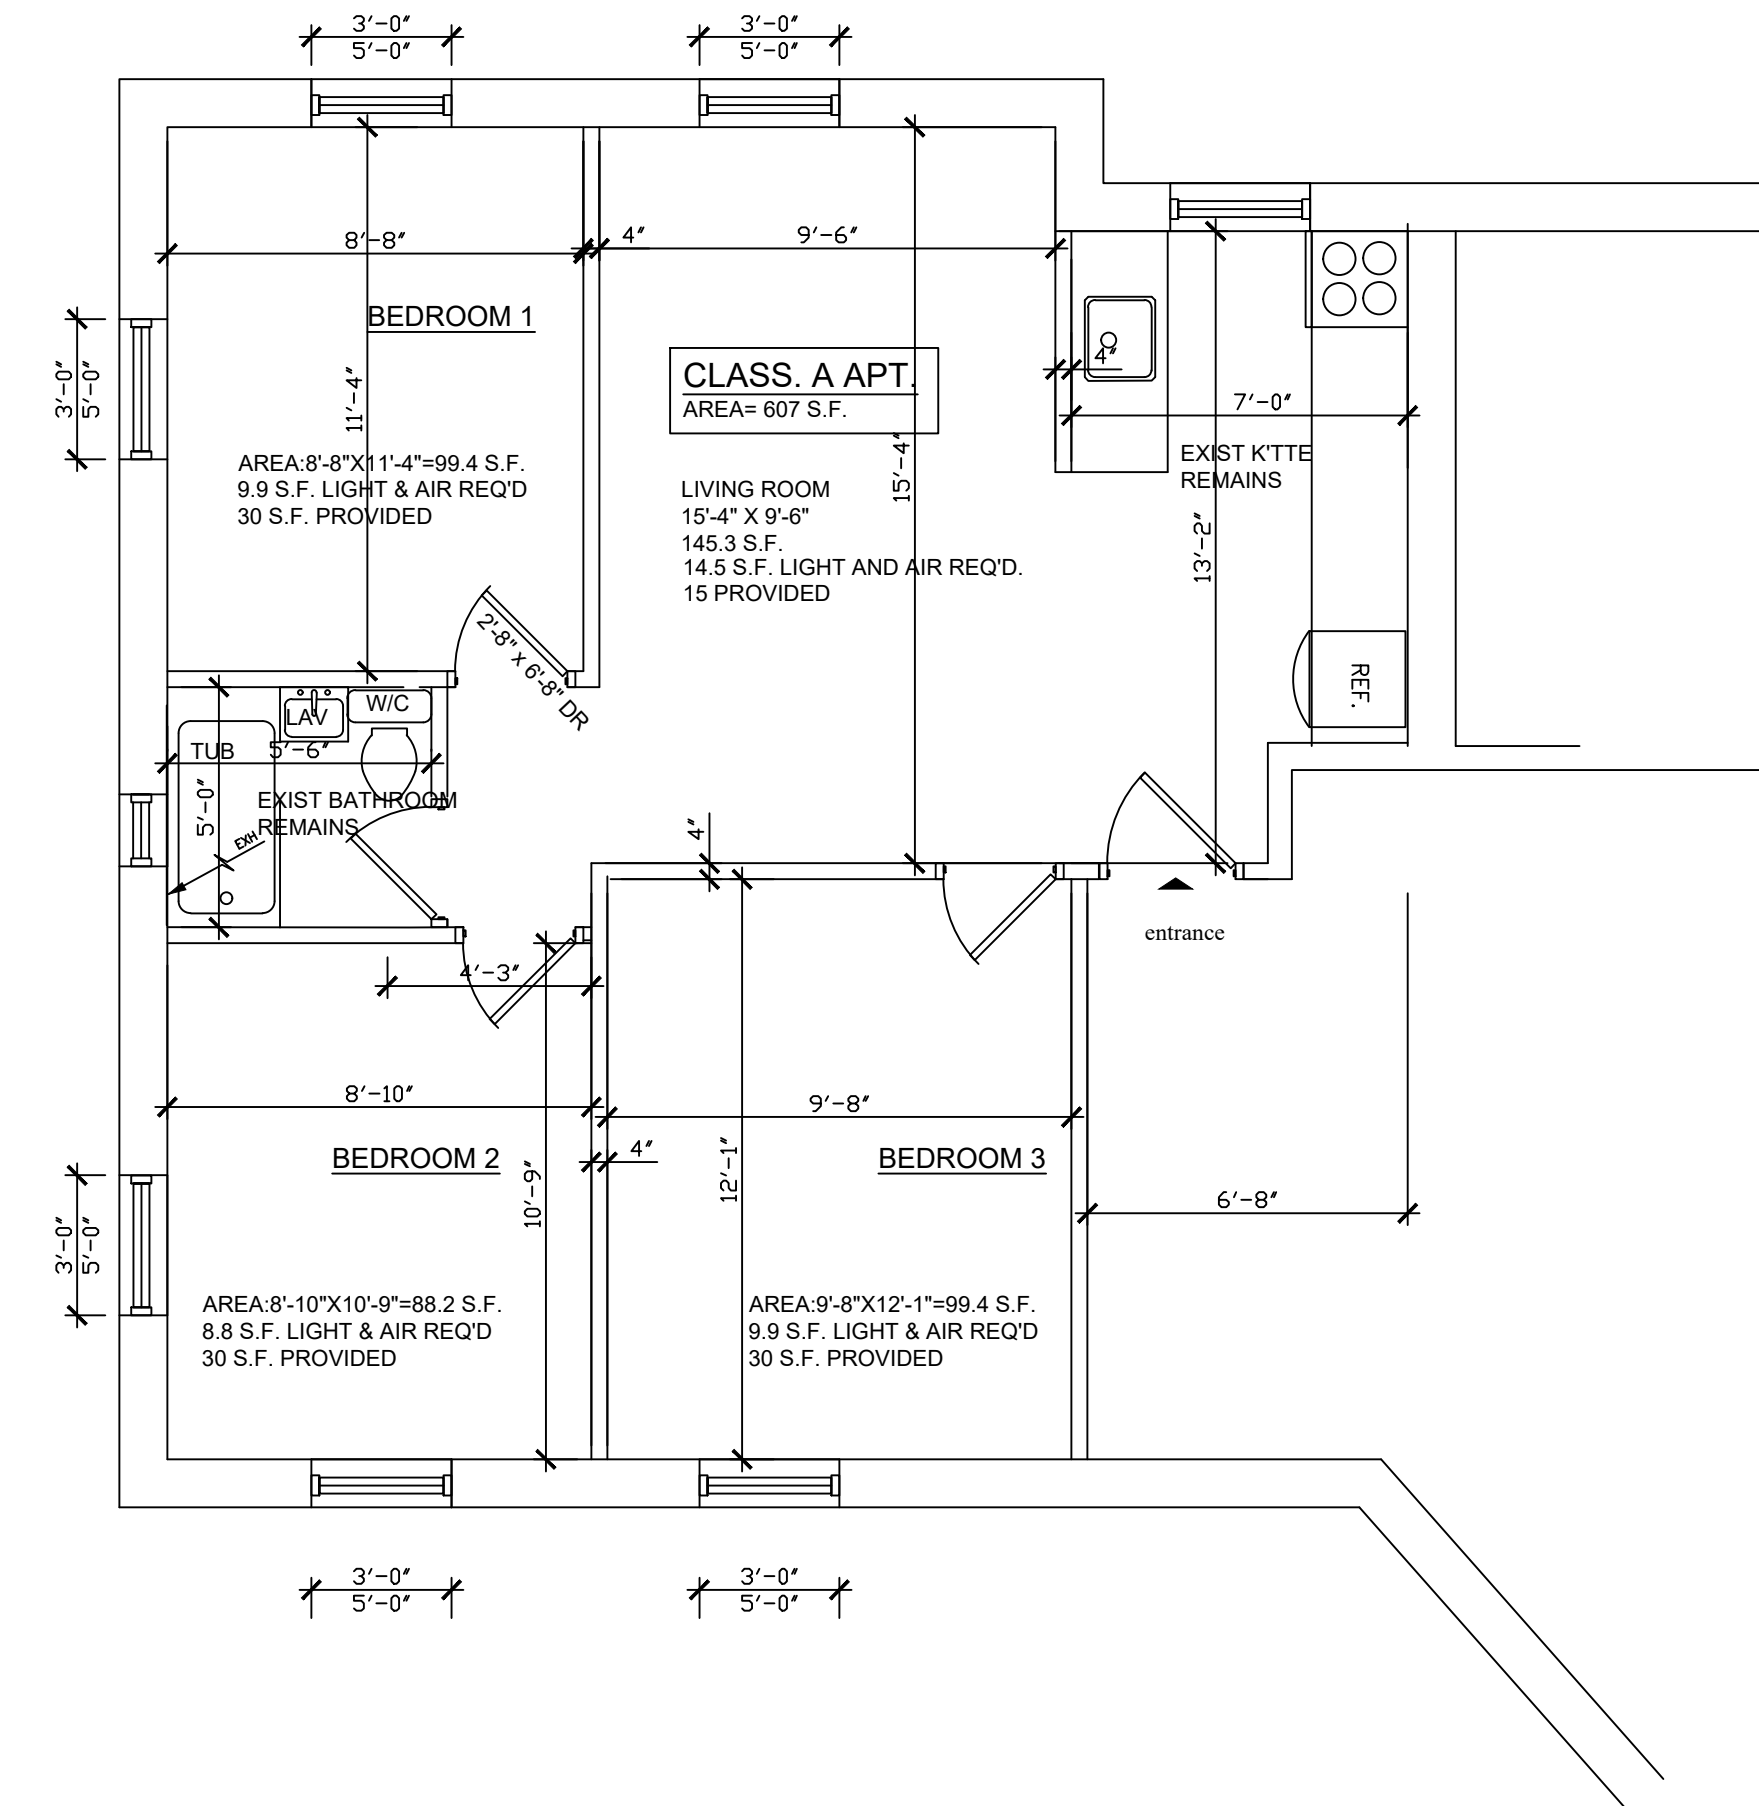 3'-0"
5'-0"
3'-0"
5'-0"
8'-8"
4"
9'-6"
BEDROOM 1
3'-0"
5'-0"
11'-4"
CLASS. A APT.
AREA= 607 S.F.
4"
7'-0"
EXIST K'TTE
REMAINS
AREA:8'-8"X11'-4"=99.4 S.F.
9.9 S.F. LIGHT & AIR REQ'D
30 S.F. PROVIDED
15'-4"
LIVING ROOM
15'-4" X 9'-6"
145.3 S.F.
14.5 S.F. LIGHT AND AIR REQ'D.
15 PROVIDED
13'-2"
2'-8" x 6'-8" DR
REF.
LAV
W/C
TUB
5'-6"
5'-0"
EXIST BATHROOM
REMAINS
EXH
4"
entrance
4'-3"
8'-10"
9'-8"
BEDROOM 2
4"
BEDROOM 3
10'-9"
12'-1"
6'-8"
3'-0"
5'-0"
AREA:8'-10"X10'-9"=88.2 S.F.
8.8 S.F. LIGHT & AIR REQ'D
30 S.F. PROVIDED
AREA:9'-8"X12'-1"=99.4 S.F.
9.9 S.F. LIGHT & AIR REQ'D
30 S.F. PROVIDED
3'-0"
5'-0"
3'-0"
5'-0"